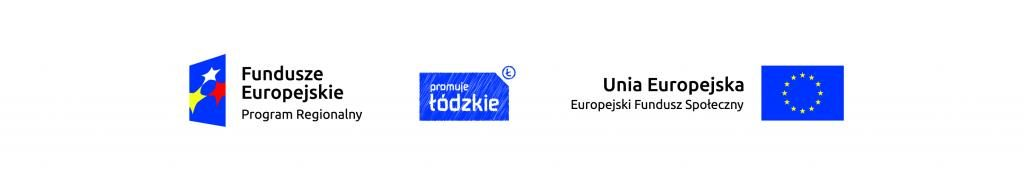 Fundusze
Europejskie
Program Regionalny
promuje
łódzkie
Ł
Unia Europejska
Europejski Fundusz Społeczny